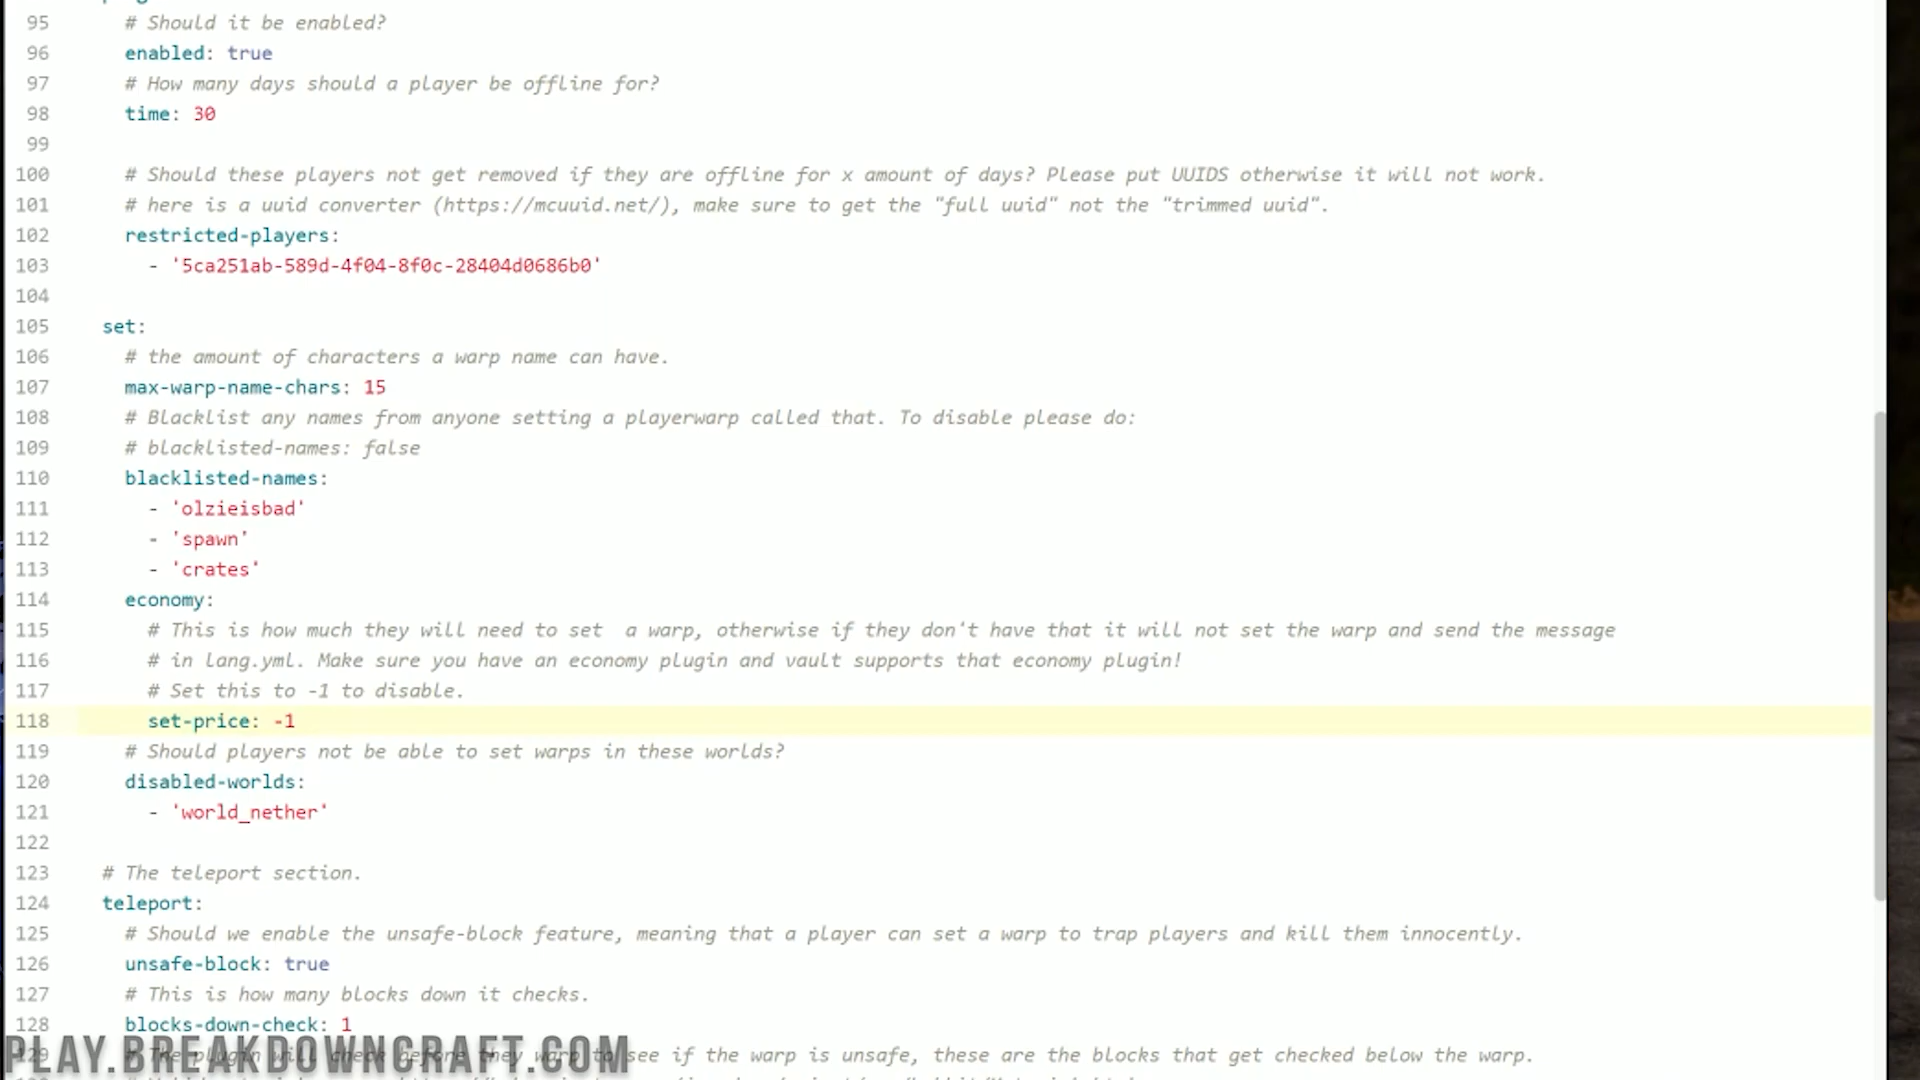 95 # Should it be enabled?
96 enabled: true
97 # How many days should a player be offline for?
98 time: 30
99
100 # Should these players not get removed if they are offline for x amount of days? Please put UUIDS otherwise it will not work.
101 # here is a uuid converter (https://mcuuid.net/), make sure to get the "full uuid" not the "trimmed uuid".
102 restricted-players:
103 - '5ca251ab-589d-4f04-8f0c-28404d0686b0'
104
105 set:
106 # the amount of characters a warp name can have.
107 max-warp-name-chars: 15
108 # Blacklist any names from anyone setting a playerwarp called that. To disable please do:
109 # blacklisted-names: false
110 blacklisted-names:
111 - 'olzieisbad'
112 - 'spawn'
113 - 'crates'
114 economy:
115 # This is how much they will need to set  a warp, otherwise if they don't have that it will not set the warp and send the message
116 # in lang.yml. Make sure you have an economy plugin and vault supports that economy plugin!
117 # Set this to -1 to disable.
118 set-price: -1
119 # Should players not be able to set warps in these worlds?
120 disabled-worlds:
121 - 'world_nether'
122
123 # The teleport section.
124 teleport:
125 # Should we enable the unsafe-block feature, meaning that a player can set a warp to trap players and kill them innocently.
126 unsafe-block: true
127 # This is how many blocks down it checks.
128 blocks-down-check: 1
129 # The plugin will check before they warp to see if the warp is unsafe, these are the blocks that get checked below the warp.
PLAY.BREAKDOWNCRAFT.COM